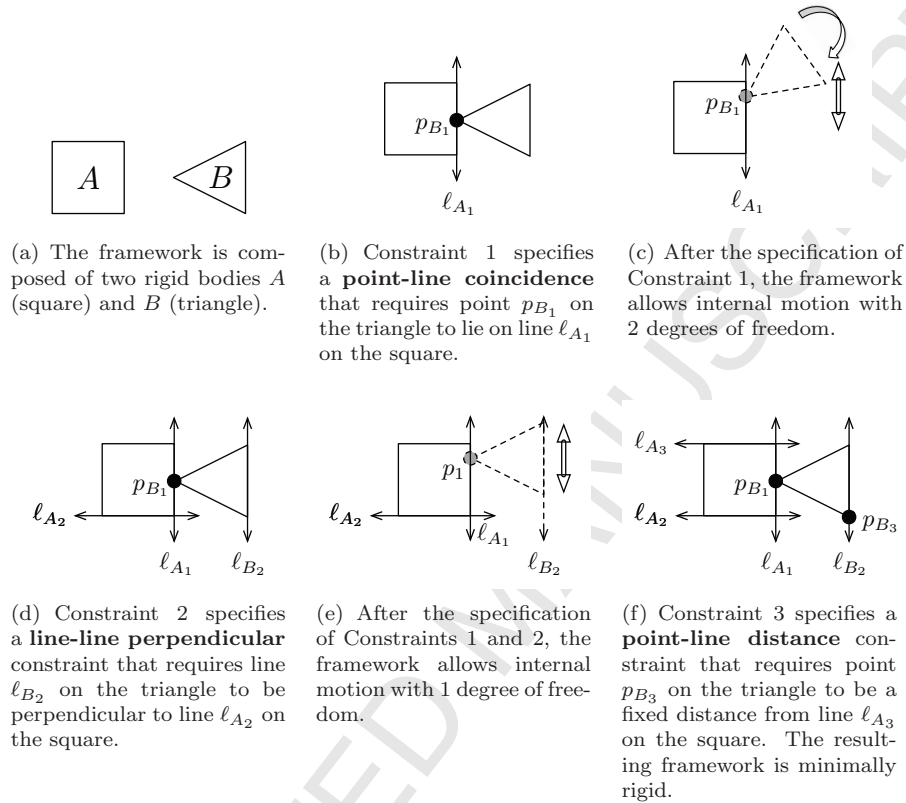 A
B
p_{B_1}
ℓ_{A_1}
p_{B_1}
ℓ_{A_1}
(a) The framework is com-
posed of two rigid bodies A
(square) and B (triangle).
(b) Constraint 1 specifies
a point-line coincidence
that requires point p_{B_1} on
the triangle to lie on line ℓ_{A_1}
on the square.
(c) After the specification of
Constraint 1, the framework
allows internal motion with
2 degrees of freedom.
p_{B_1}
ℓ_{A_2}
ℓ_{A_1}
ℓ_{B_2}
p_1
ℓ_{A_2}
ℓ_{A_1}
ℓ_{B_2}
ℓ_{A_3}
p_{B_1}
ℓ_{A_2}
p_{B_3}
ℓ_{A_1}
ℓ_{B_2}
(d) Constraint 2 specifies
a line-line perpendicular
constraint that requires line
ℓ_{B_2} on the triangle to be
perpendicular to line ℓ_{A_2} on
the square.
(e) After the specification
of Constraints 1 and 2, the
framework allows internal
motion with 1 degree of free-
dom.
(f) Constraint 3 specifies a
point-line distance con-
straint that requires point
p_{B_3} on the triangle to be a
fixed distance from line ℓ_{A_3}
on the square. The result-
ing framework is minimally
rigid.